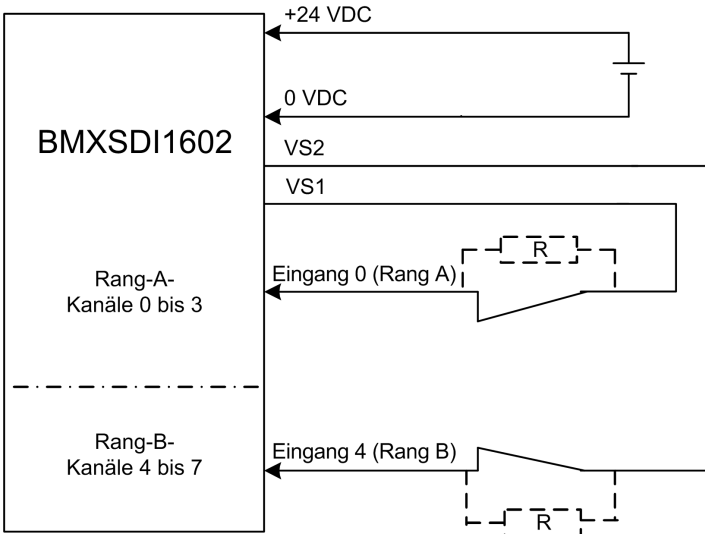 +24 VDC
0 VDC
BMXSDI1602
VS2
VS1
R
Eingang 0 (Rang A)
Rang-A-
Kanäle 0 bis 3
Rang-B-
Kanäle 4 bis 7
Eingang 4 (Rang B)
R